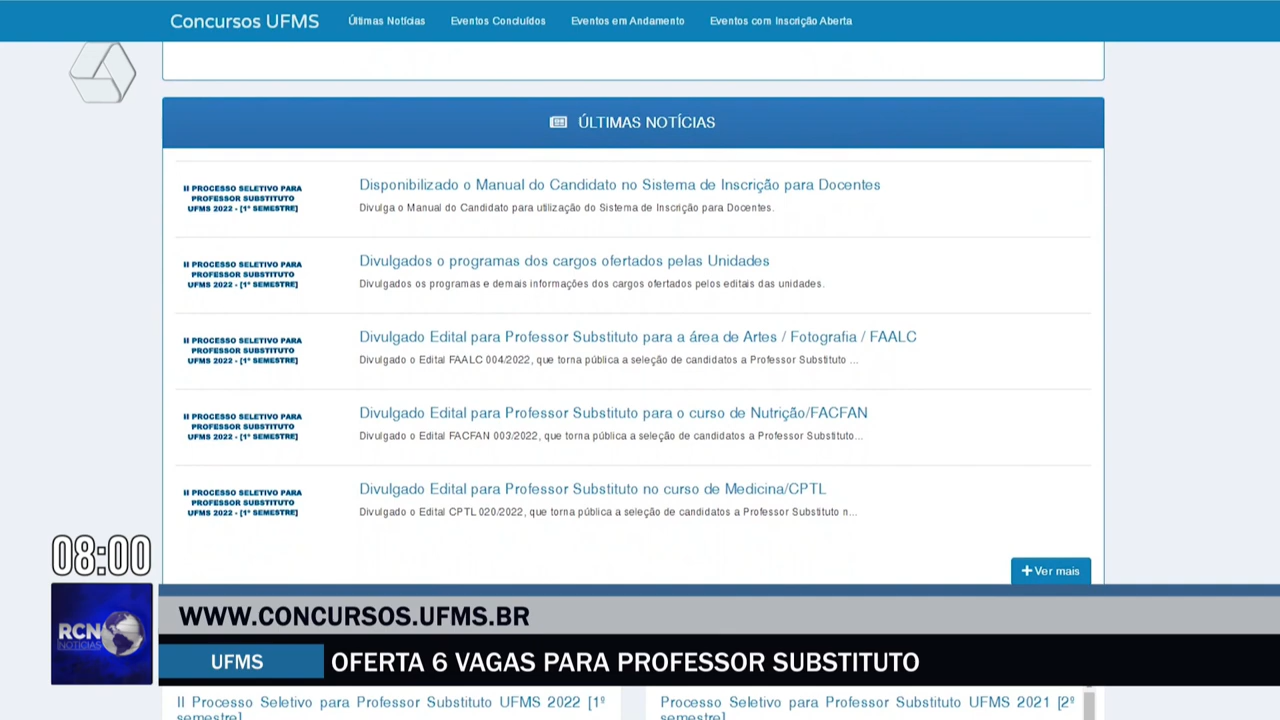 Concursos UFMS
Últimas Notícias
Eventos Concluídos
Eventos em Andamento
Eventos com Inscrição Aberta
ÚLTIMAS NOTÍCIAS
II PROCESSO SELETIVO PARA
PROFESSOR SUBSTITUTO
UFMS 2022 - [1º SEMESTRE]
Disponibilizado o Manual do Candidato no Sistema de Inscrição para Docentes
Divulga o Manual do Candidato para utilização do Sistema de Inscrição para Docentes.
II PROCESSO SELETIVO PARA
PROFESSOR SUBSTITUTO
UFMS 2022 - [1º SEMESTRE]
Divulgados o programas dos cargos ofertados pelas Unidades
Divulgados os programas e demais informações dos cargos ofertados pelos editais das unidades.
II PROCESSO SELETIVO PARA
PROFESSOR SUBSTITUTO
UFMS 2022 - [1º SEMESTRE]
Divulgado Edital para Professor Substituto para a área de Artes / Fotografia / FAALC
Divulgado o Edital FAALC 004/2022, que torna pública a seleção de candidatos a Professor Substituto ...
II PROCESSO SELETIVO PARA
PROFESSOR SUBSTITUTO
UFMS 2022 - [1º SEMESTRE]
Divulgado Edital para Professor Substituto para o curso de Nutrição/FACFAN
Divulgado o Edital FACFAN 003/2022, que torna pública a seleção de candidatos a Professor Substituto...
II PROCESSO SELETIVO PARA
PROFESSOR SUBSTITUTO
UFMS 2022 - [1º SEMESTRE]
Divulgado Edital para Professor Substituto no curso de Medicina/CPTL
Divulgado o Edital CPTL 020/2022, que torna pública a seleção de candidatos a Professor Substituto n...
Ver mais
08:00
RCN
NOTÍCIAS
WWW.CONCURSOS.UFMS.BR
UFMS
OFERTA 6 VAGAS PARA PROFESSOR SUBSTITUTO
II Processo Seletivo para Professor Substituto UFMS 2022 [1º
semestre]
Processo Seletivo para Professor Substituto UFMS 2021 [2º
semestre]